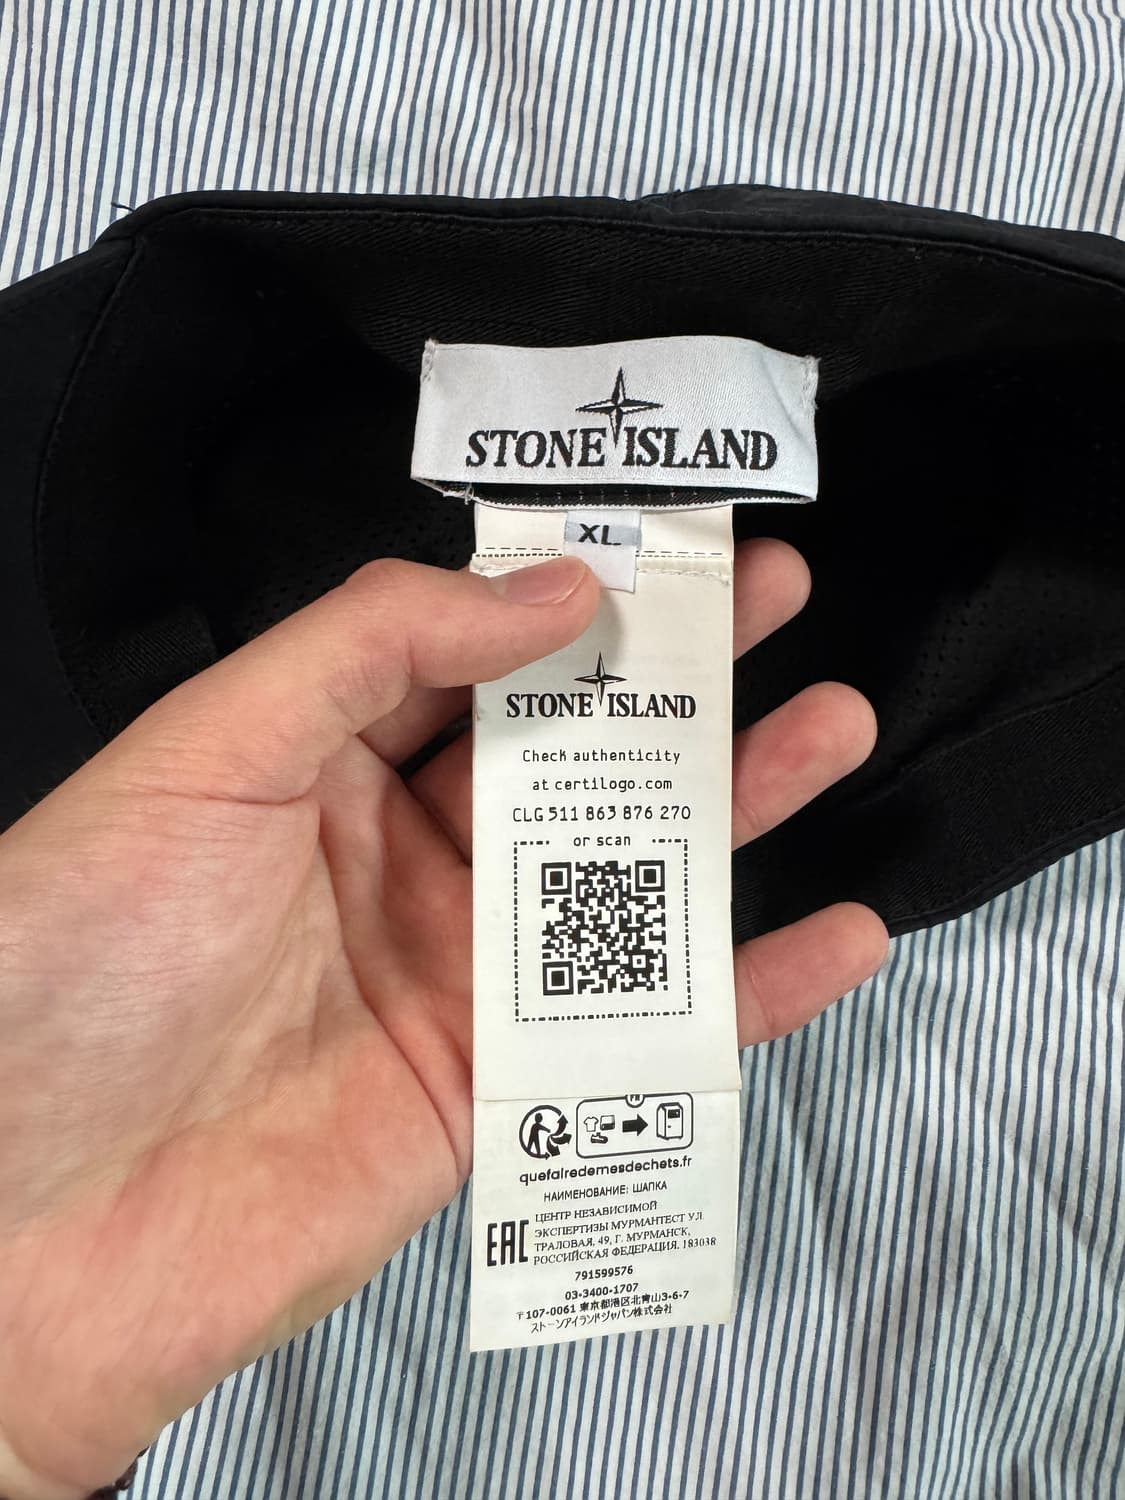 STONE ISLAND
XL
STONE ISLAND
Check authenticity
at certilogo.com
CLG 511 863 876 270
or scan
FR
quefairedemesdechets.fr
НАИМЕНОВАНИЕ: ШАПКА
EAC
ЦЕНТР НЕЗАВИСИМОЙ
ЭКСПЕРТИЗЫ МУРМАНТЕСТ УЛ.
ТРАЛОВАЯ, 49, Г. МУРМАНСК,
РОССИЙСКАЯ ФЕДЕРАЦИЯ, 183038
791599576
03-3400-1707
〒107-0061 東京都港区北青山3-6-7
ストーンアイランドジャパン株式会社